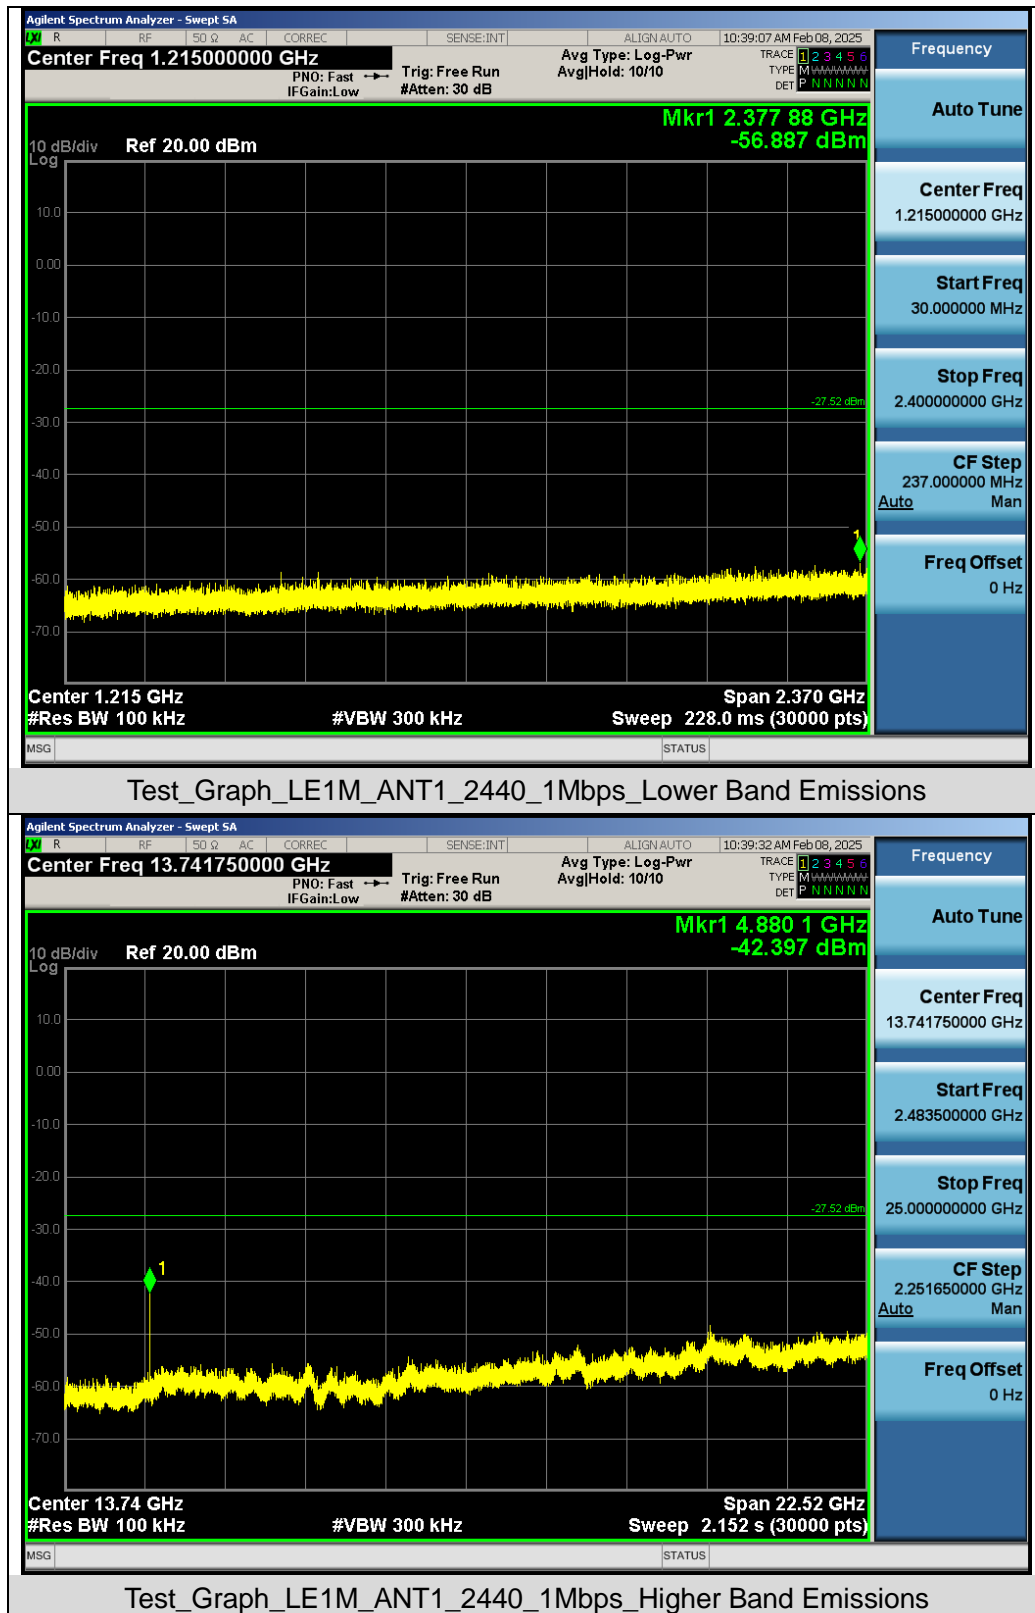 Agilent Spectrum Analyzer - Swept SA
LXI R RF 50 Ω AC CORREC SENSE:INT ALIGN AUTO 10:39:07 AM Feb 08, 2025
Center Freq 1.215000000 GHz
PNO: Fast
IFGain:Low
Trig: Free Run
#Atten: 30 dB
Avg Type: Log-Pwr
Avg|Hold: 10/10
TRACE 1 2 3 4 5 6
TYPE M W W W W W
DET P N N N N N
Frequency
Auto Tune
Center Freq
1.215000000 GHz
Start Freq
30.000000 MHz
Stop Freq
2.400000000 GHz
CF Step
237.000000 MHz
Auto Man
Freq Offset
0 Hz
Mkr1 2.377 88 GHz
-56.887 dBm
10 dB/div Ref 20.00 dBm
Log
10.0
0.00
-10.0
-20.0
-27.52 dBm
-30.0
-40.0
-50.0
1
-60.0
-70.0
Center 1.215 GHz Span 2.370 GHz
#Res BW 100 kHz #VBW 300 kHz Sweep 228.0 ms (30000 pts)
MSG STATUS
Test_Graph_LE1M_ANT1_2440_1Mbps_Lower Band Emissions
Agilent Spectrum Analyzer - Swept SA
LXI R RF 50 Ω AC CORREC SENSE:INT ALIGN AUTO 10:39:32 AM Feb 08, 2025
Center Freq 13.741750000 GHz
PNO: Fast
IFGain:Low
Trig: Free Run
#Atten: 30 dB
Avg Type: Log-Pwr
Avg|Hold: 10/10
TRACE 1 2 3 4 5 6
TYPE M W W W W W
DET P N N N N N
Frequency
Auto Tune
Center Freq
13.741750000 GHz
Start Freq
2.483500000 GHz
Stop Freq
25.000000000 GHz
CF Step
2.251650000 GHz
Auto Man
Freq Offset
0 Hz
Mkr1 4.880 1 GHz
-42.397 dBm
10 dB/div Ref 20.00 dBm
Log
10.0
0.00
-10.0
-20.0
-27.52 dBm
-30.0
1
-40.0
-50.0
-60.0
-70.0
Center 13.74 GHz Span 22.52 GHz
#Res BW 100 kHz #VBW 300 kHz Sweep 2.152 s (30000 pts)
MSG STATUS
Test_Graph_LE1M_ANT1_2440_1Mbps_Higher Band Emissions